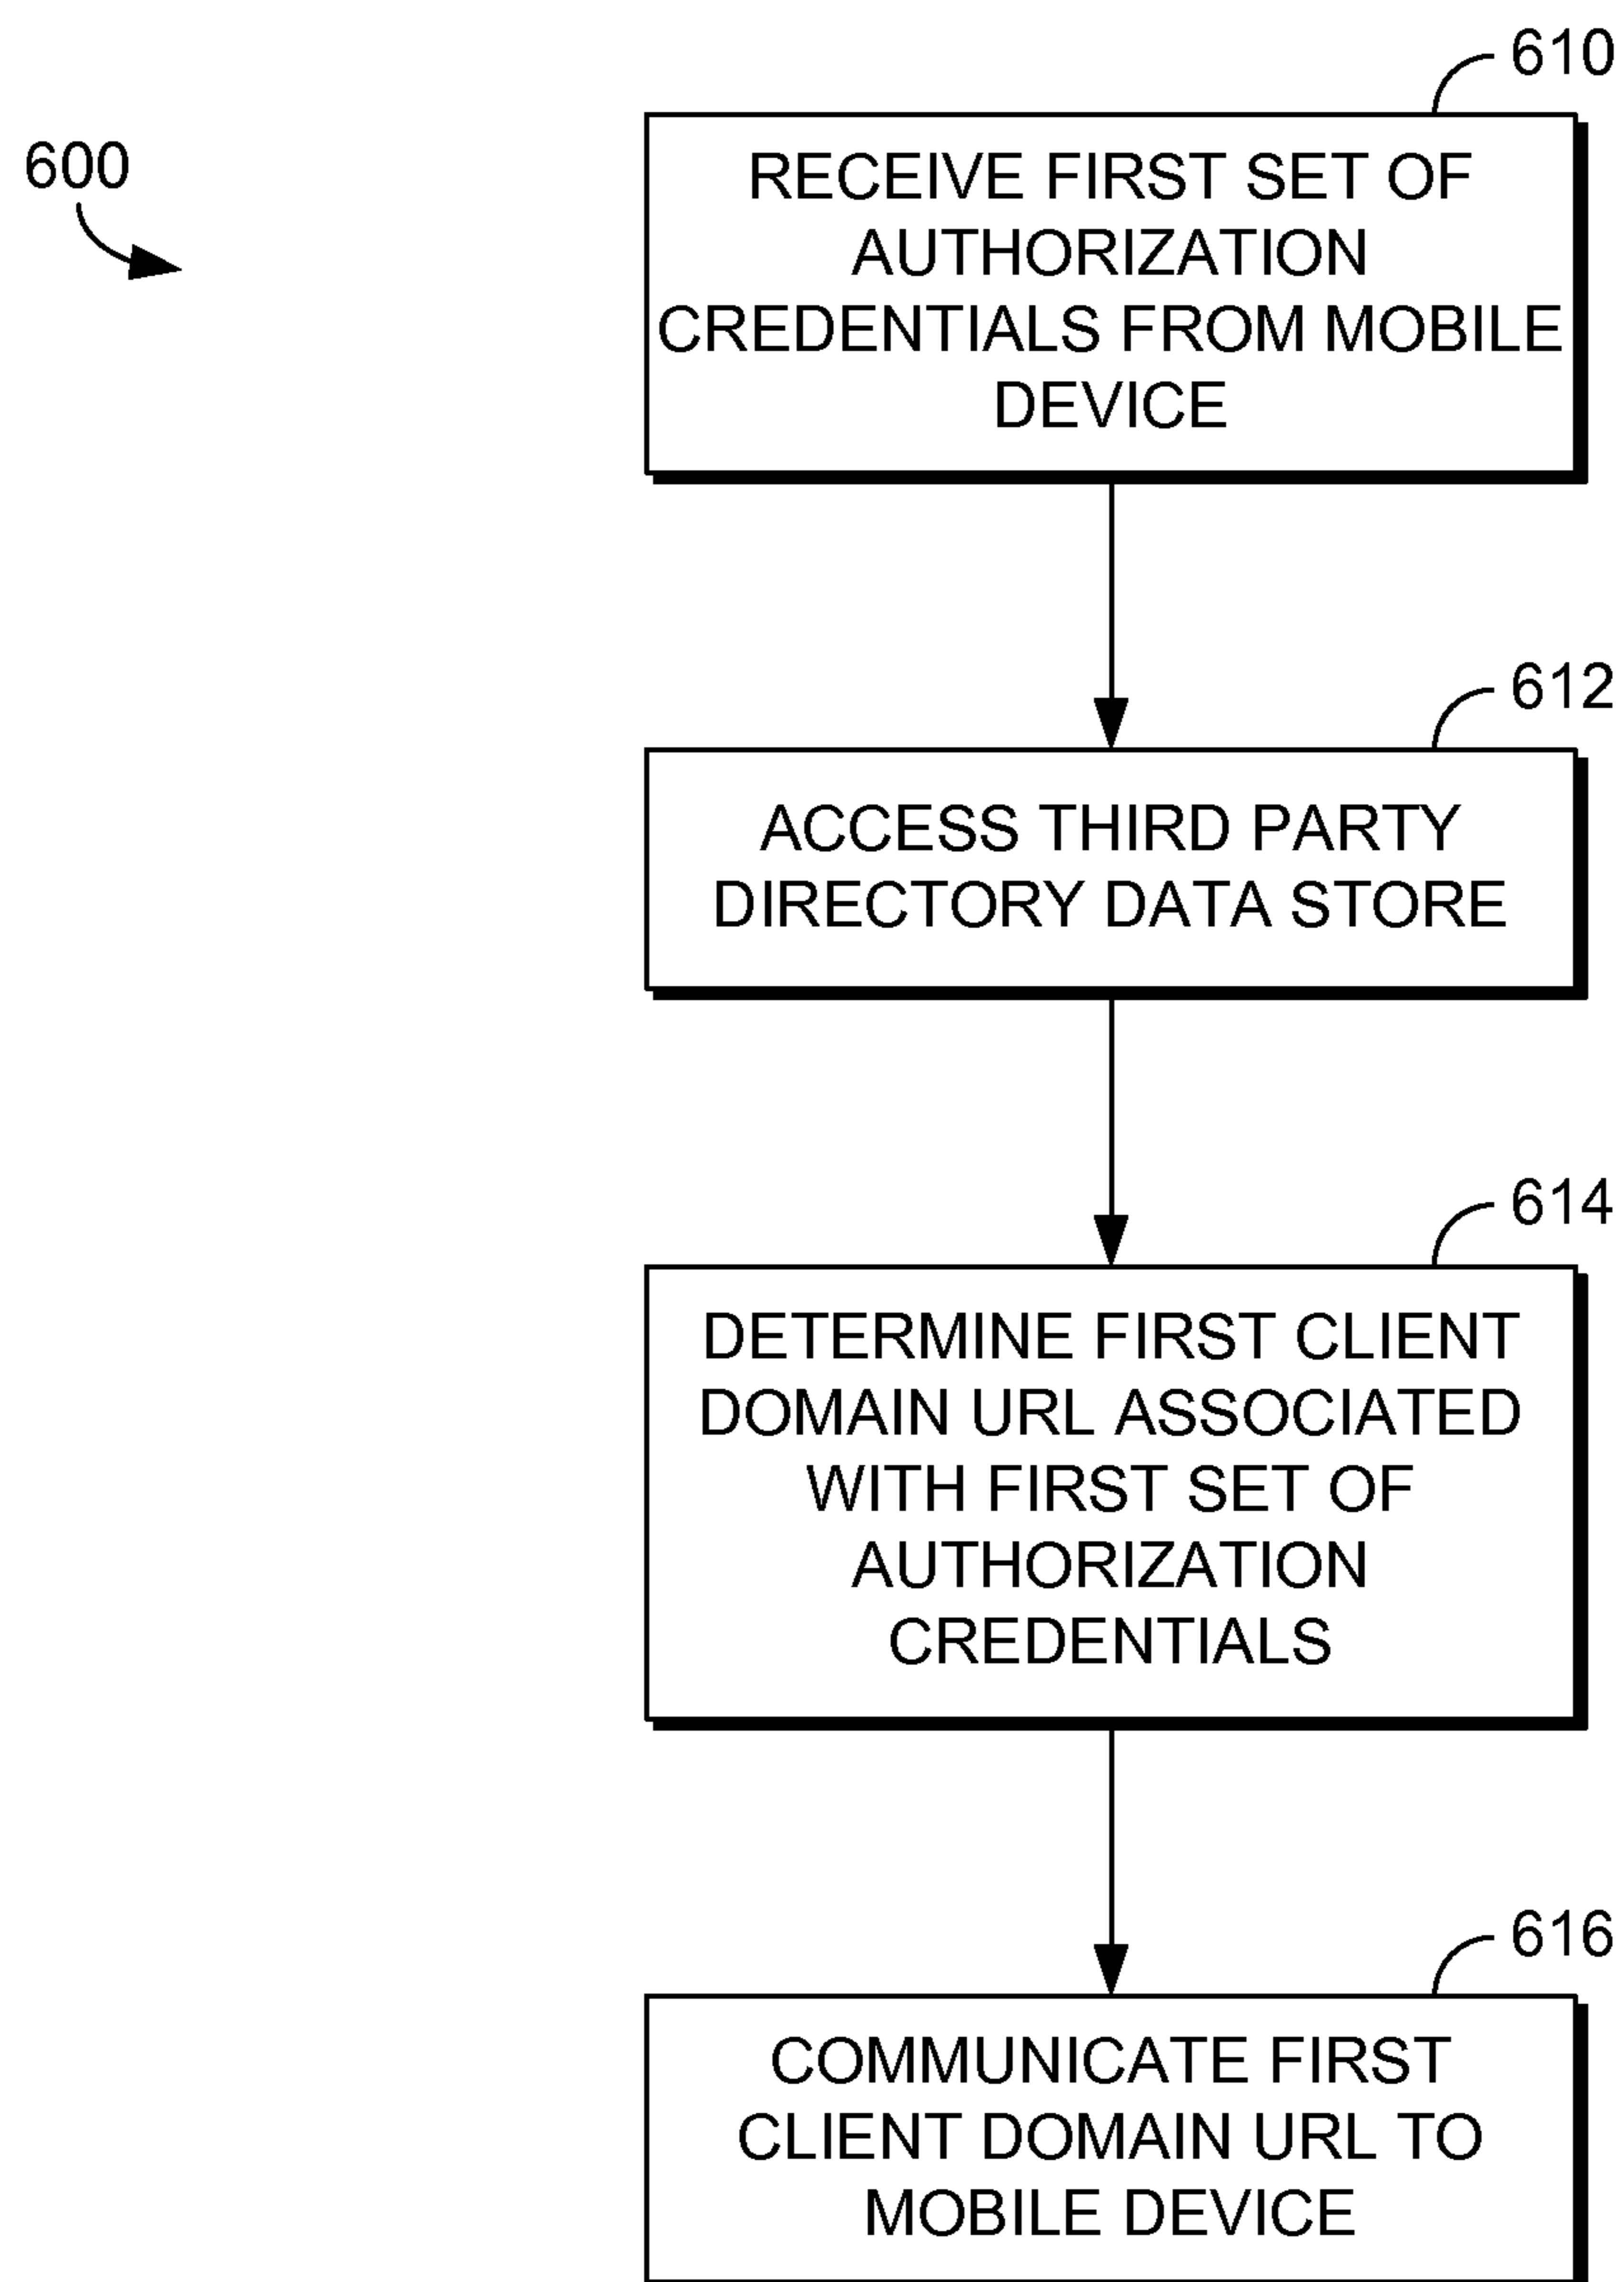 610
600
RECEIVE FIRST SET OF
AUTHORIZATION
CREDENTIALS FROM MOBILE
DEVICE
612
ACCESS THIRD PARTY
DIRECTORY DATA STORE
614
DETERMINE FIRST CLIENT
DOMAIN URL ASSOCIATED
WITH FIRST SET OF
AUTHORIZATION
CREDENTIALS
616
COMMUNICATE FIRST
CLIENT DOMAIN URL TO
MOBILE DEVICE